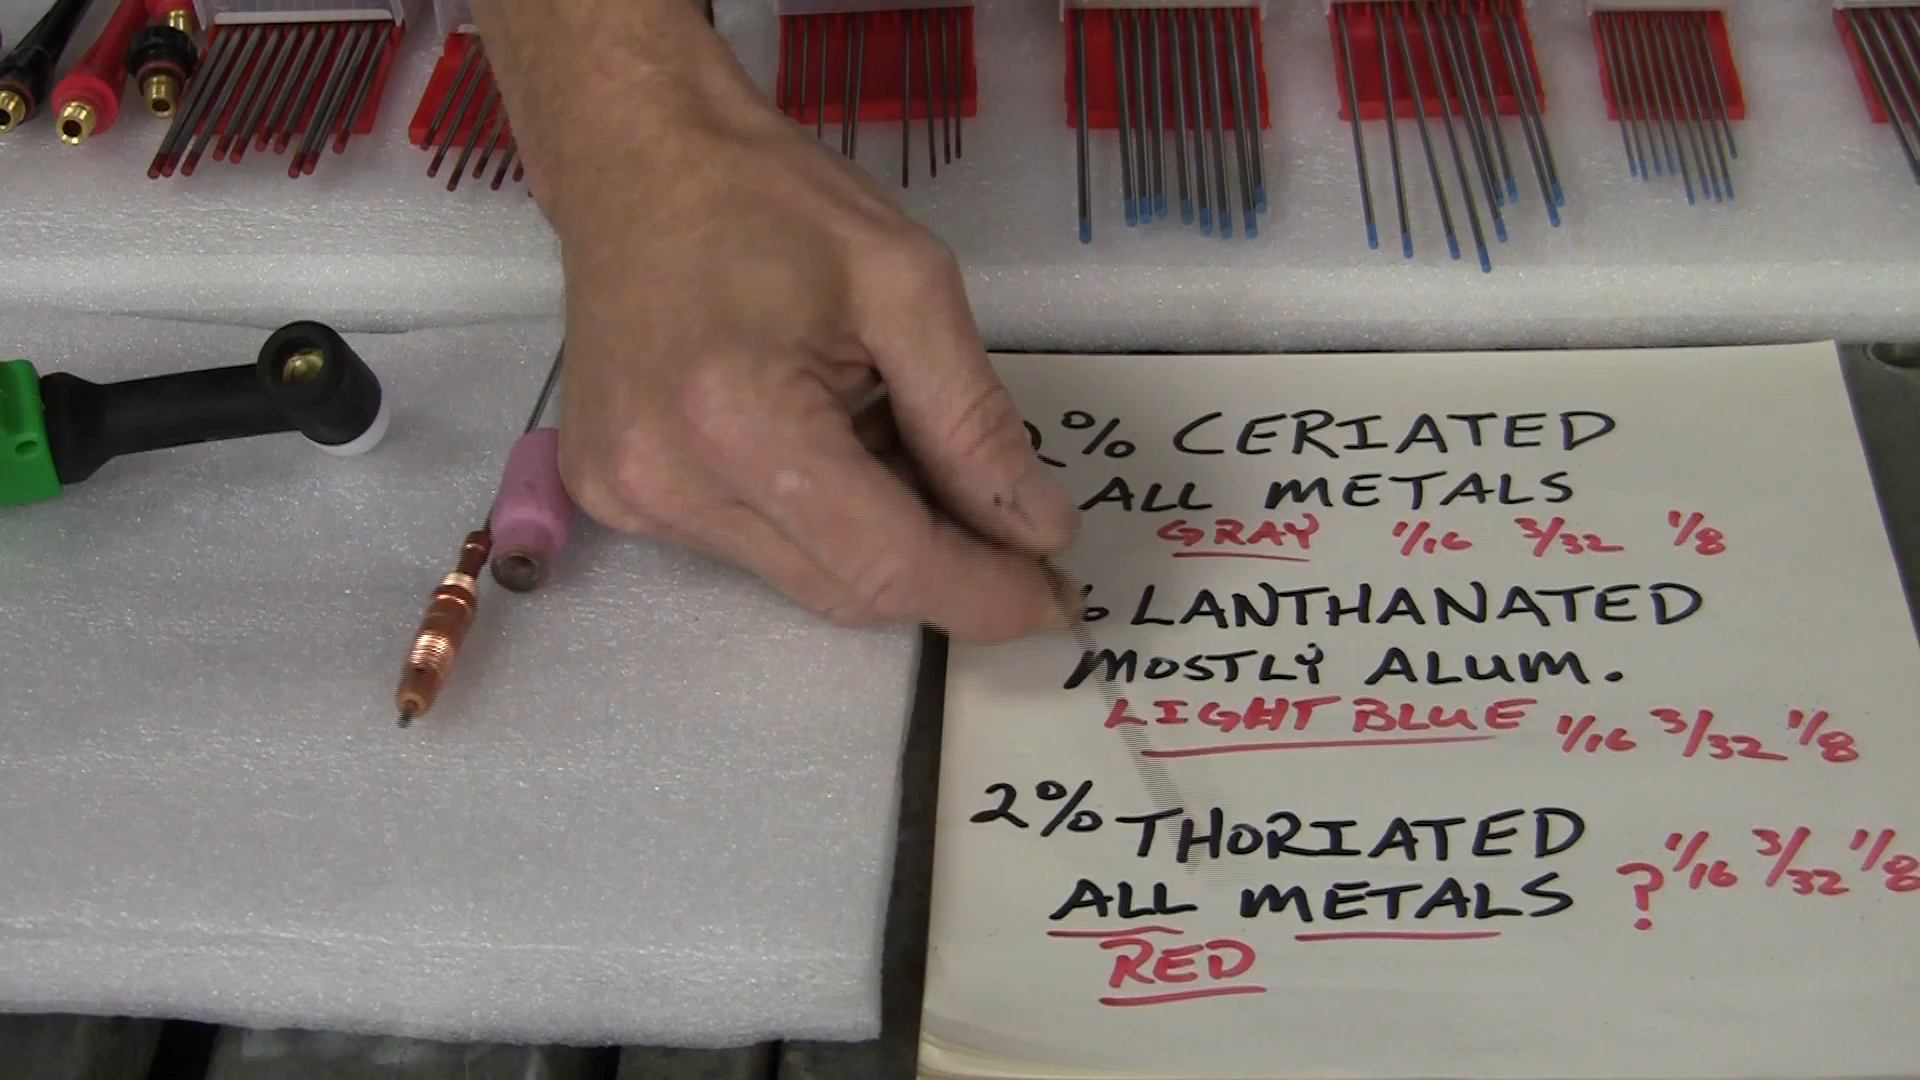 2% CERIATED
ALL METALS
GRAY 1/16 3/32 1/8
% LANTHANATED
MOSTLY ALUM.
LIGHT BLUE 1/16 3/32 1/8
2% THORIATED
ALL METALS ? 1/16 3/32 1/8
RED